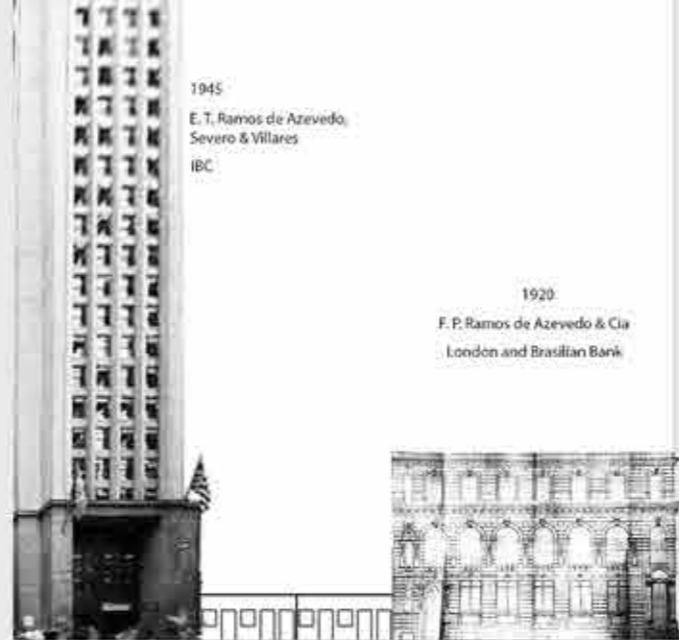 1945
E. T. Ramos de Azevedo,
Severo & Villares
IBC
1920
F. P. Ramos de Azevedo & Cia
London and Brasilian Bank